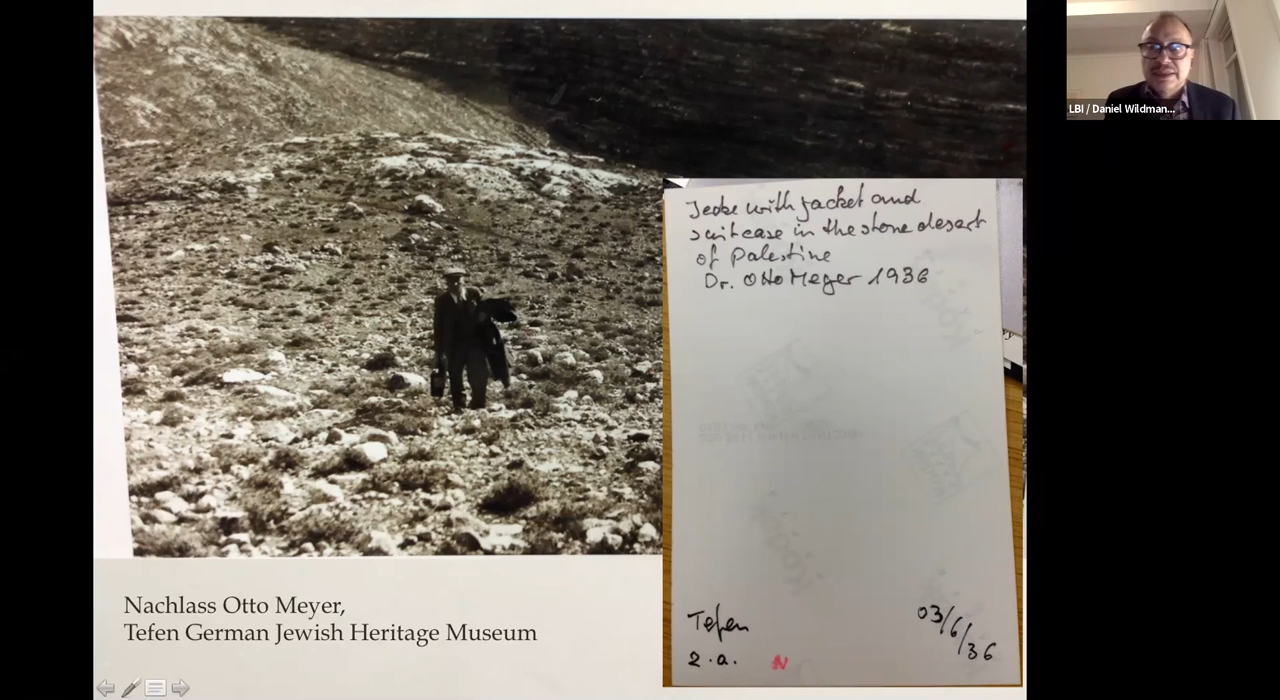 LBI / Daniel Wildman...
Jecke with jacket and
suitcase in the stone desert
of Palestine
Dr. Otto Meyer 1936
Tefen
2.a. N
03/6/36
Nachlass Otto Meyer,
Tefen German Jewish Heritage Museum